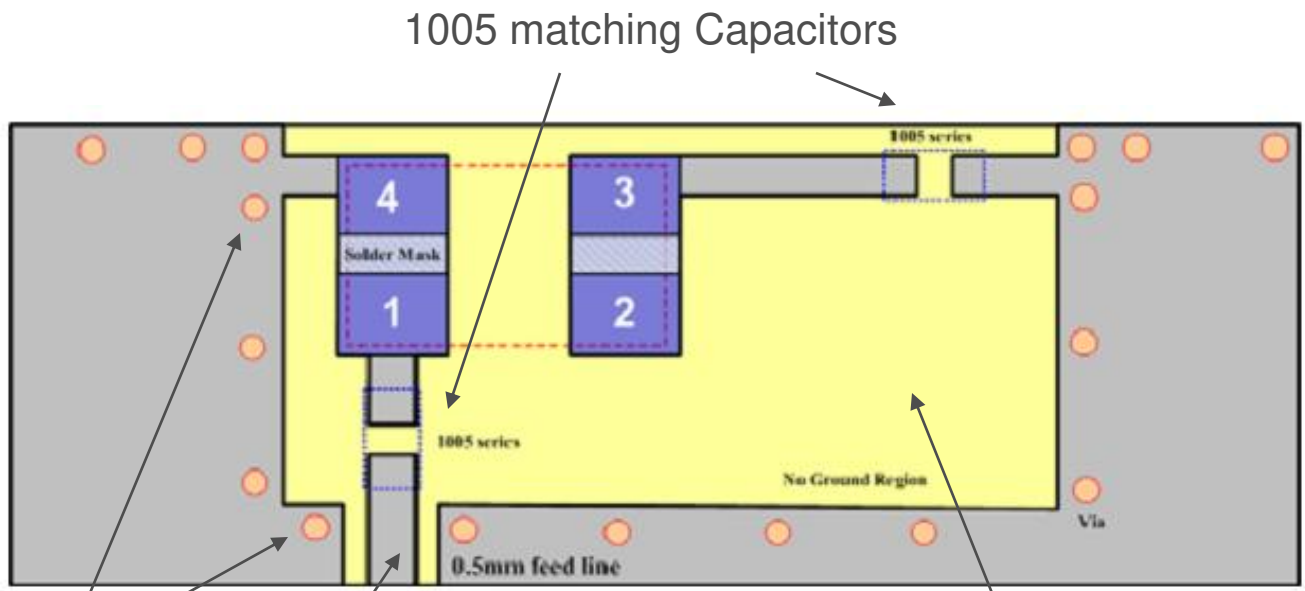 1005 matching Capacitors
1005 series
4
3
Solder Mask
1
2
1005 series
No Ground Region
Via
0.5mm feed line